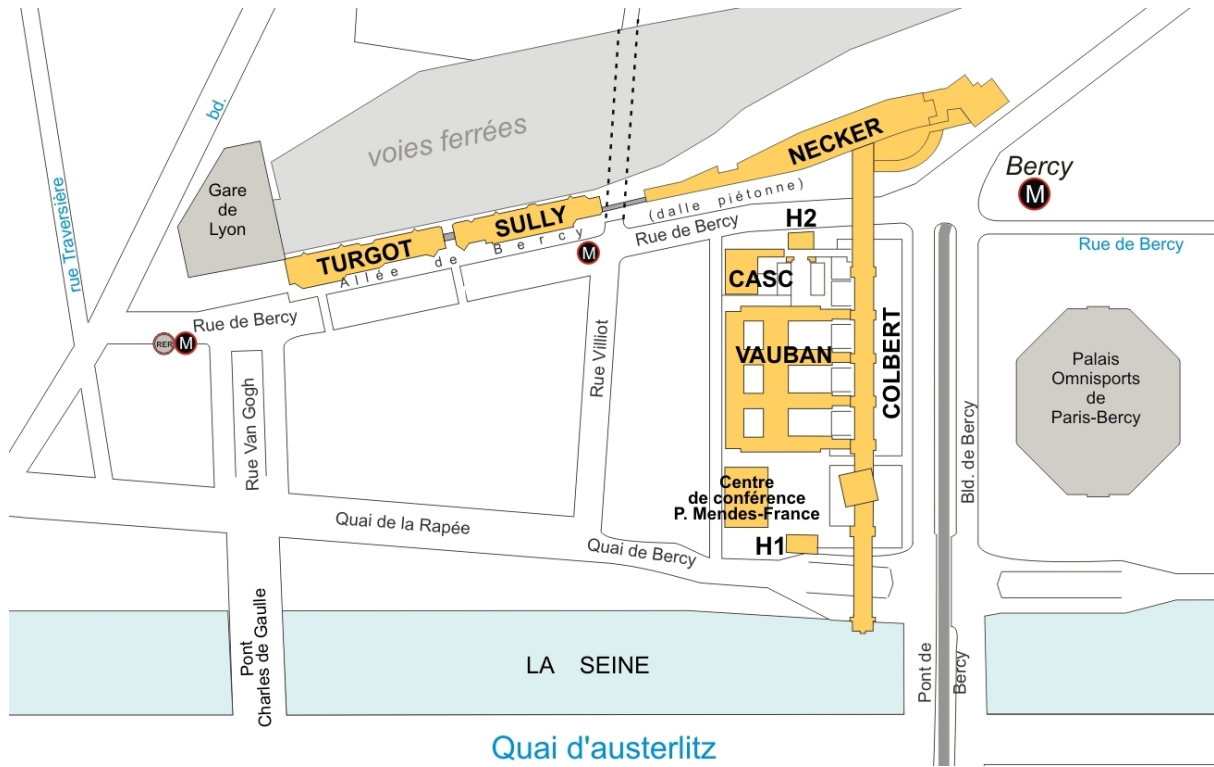 bd.
voies ferrées
NECKER
Bercy
M
rue Traversière
Gare
de
Lyon
SULLY
(dalle piétonne)
H2
Rue de Bercy
M
Rue de Bercy
TURGOT
Allée de Bercy
CASC
Rue de Bercy
RER
M
VAUBAN
COLBERT
Rue Villiot
Palais
Omnisports
de
Paris-Bercy
Rue Van Gogh
Bld. de Bercy
Centre
de conférence
P. Mendes-France
Quai de la Rapée
Quai de Bercy
H1
Pont
Charles de Gaulle
LA SEINE
Pont de
Bercy
Quai d'austerlitz